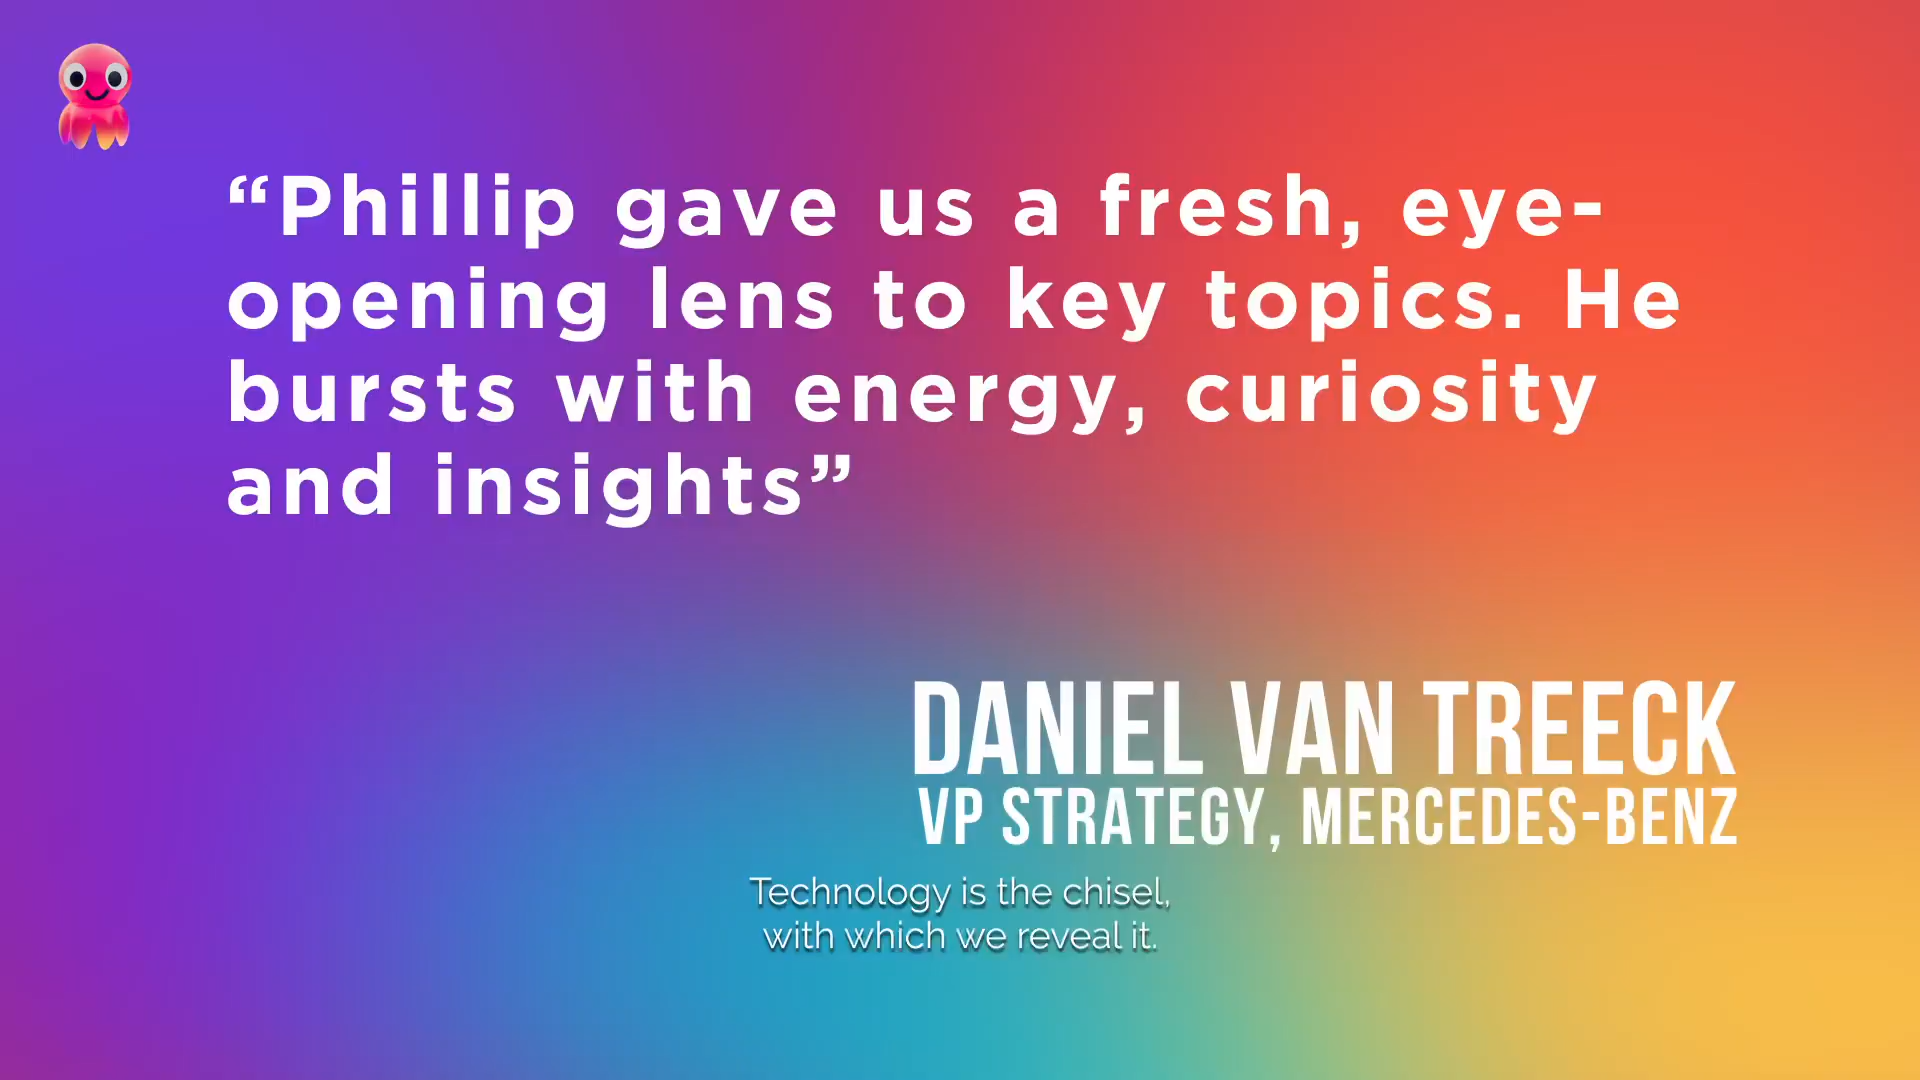 “Phillip gave us a fresh, eye-
opening lens to key topics. He
bursts with energy, curiosity
and insights”
DANIEL VAN TREECK
VP STRATEGY, MERCEDES-BENZ
Technology is the chisel,
with which we reveal it.